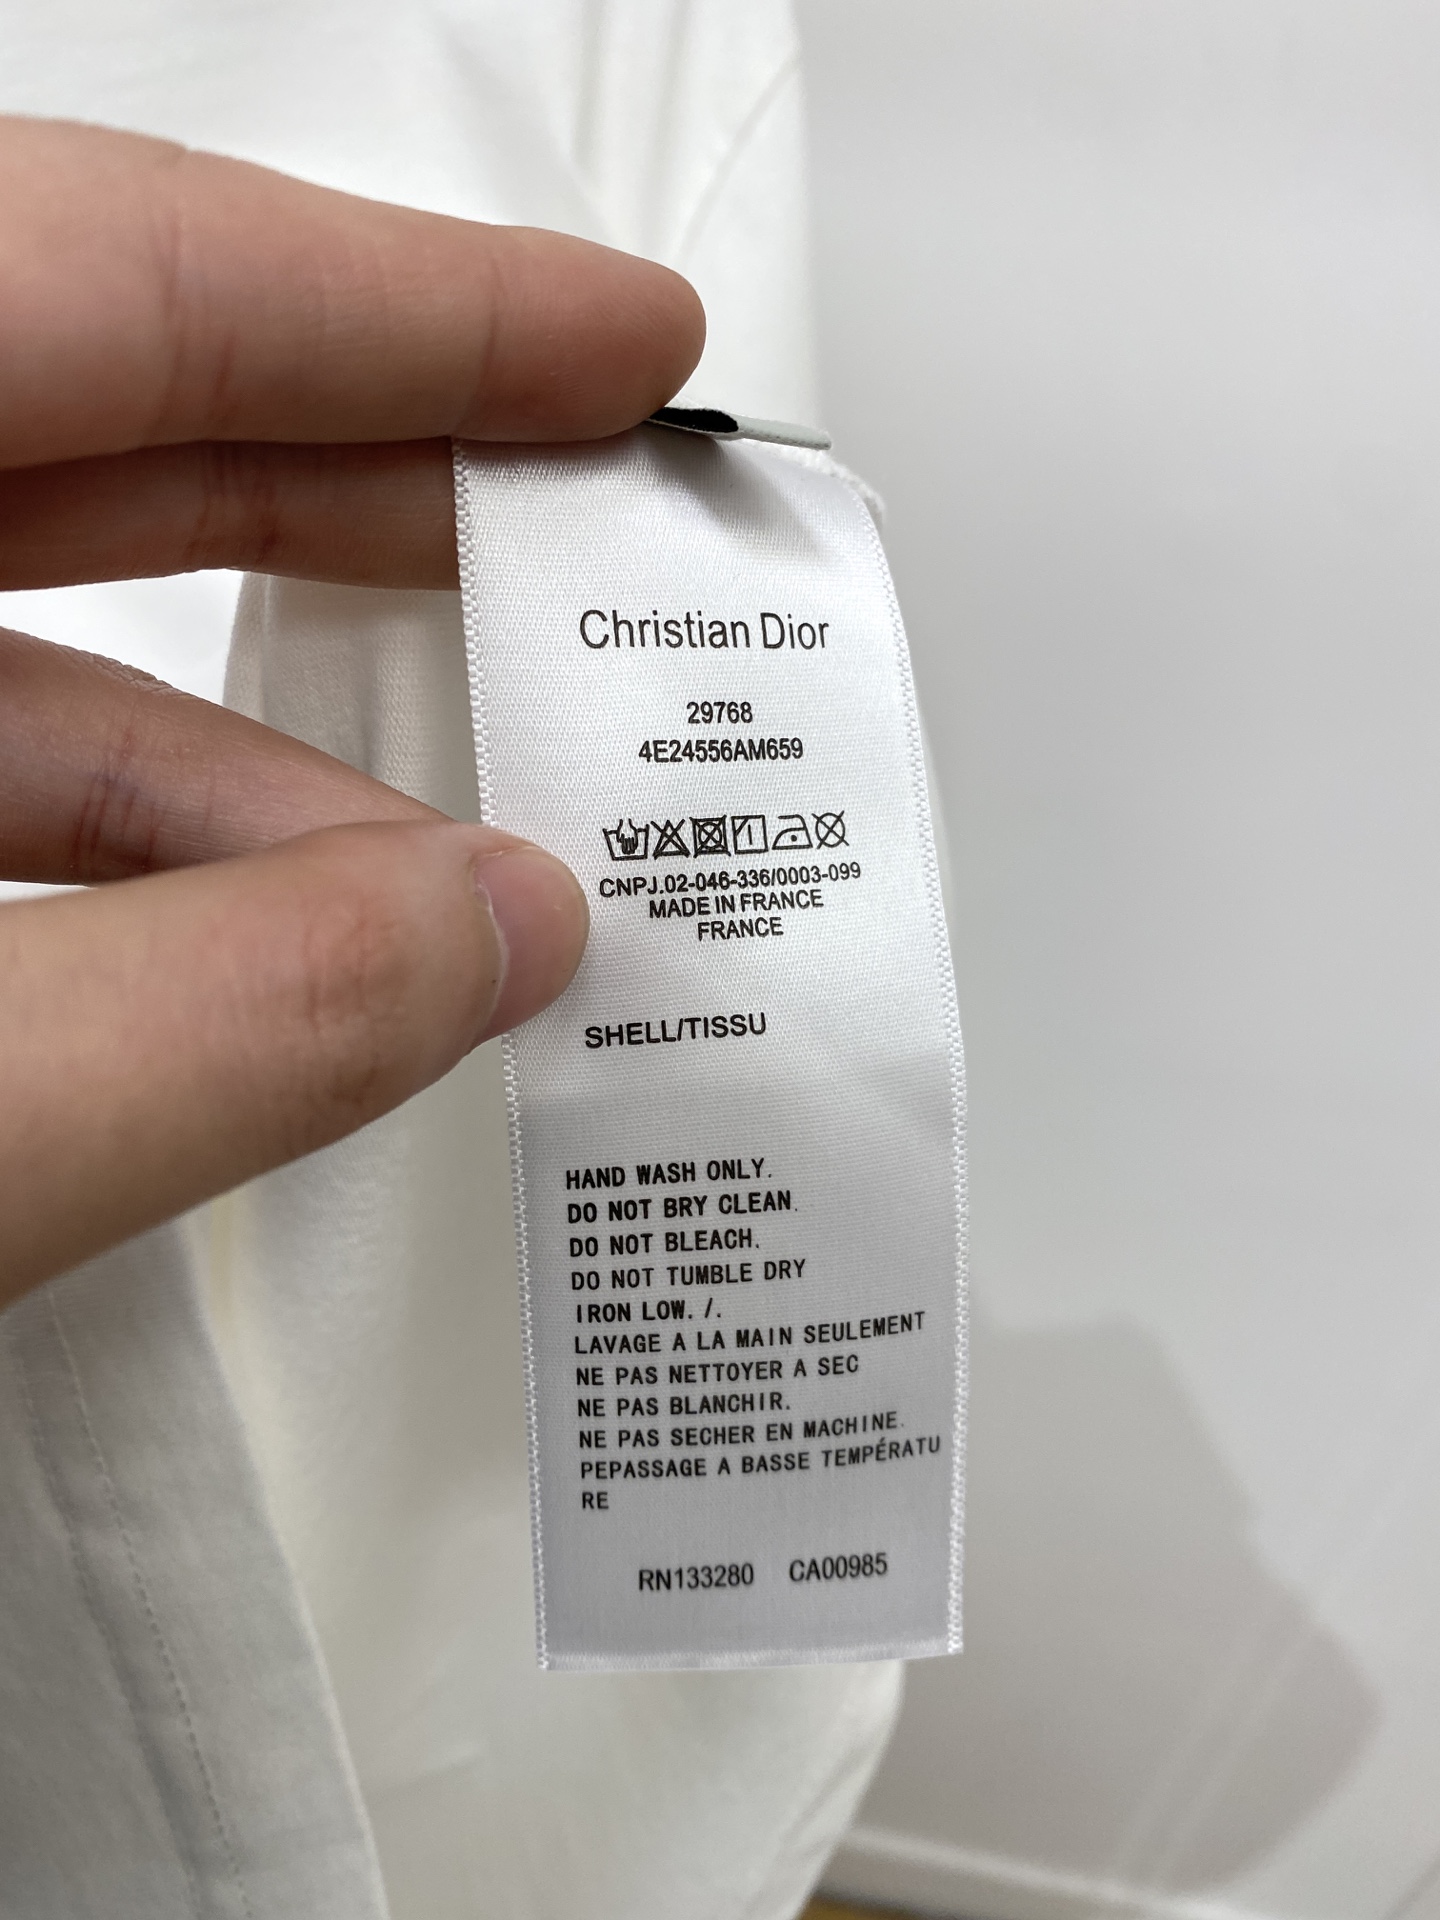 Christian Dior
29768
4E24556AM659
CNPJ.02-046-336/0003-099
MADE IN FRANCE
FRANCE
SHELL/TISSU
HAND WASH ONLY.
DO NOT BRY CLEAN.
DO NOT BLEACH.
DO NOT TUMBLE DRY
IRON LOW. /.
LAVAGE A LA MAIN SEULEMENT
NE PAS NETTOYER A SEC
NE PAS BLANCHIR.
NE PAS SECHER EN MACHINE.
PEPASSAGE A BASSE TEMPÉRATU
RE
RN133280 CA00985